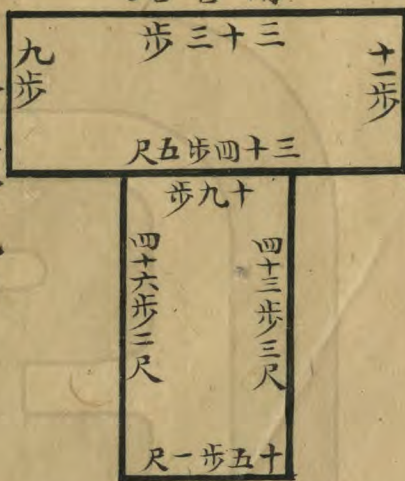 三十三步
十一步
九步
三十四步五尺
十九步
四十三步三尺
四十六步二尺
十五步一尺